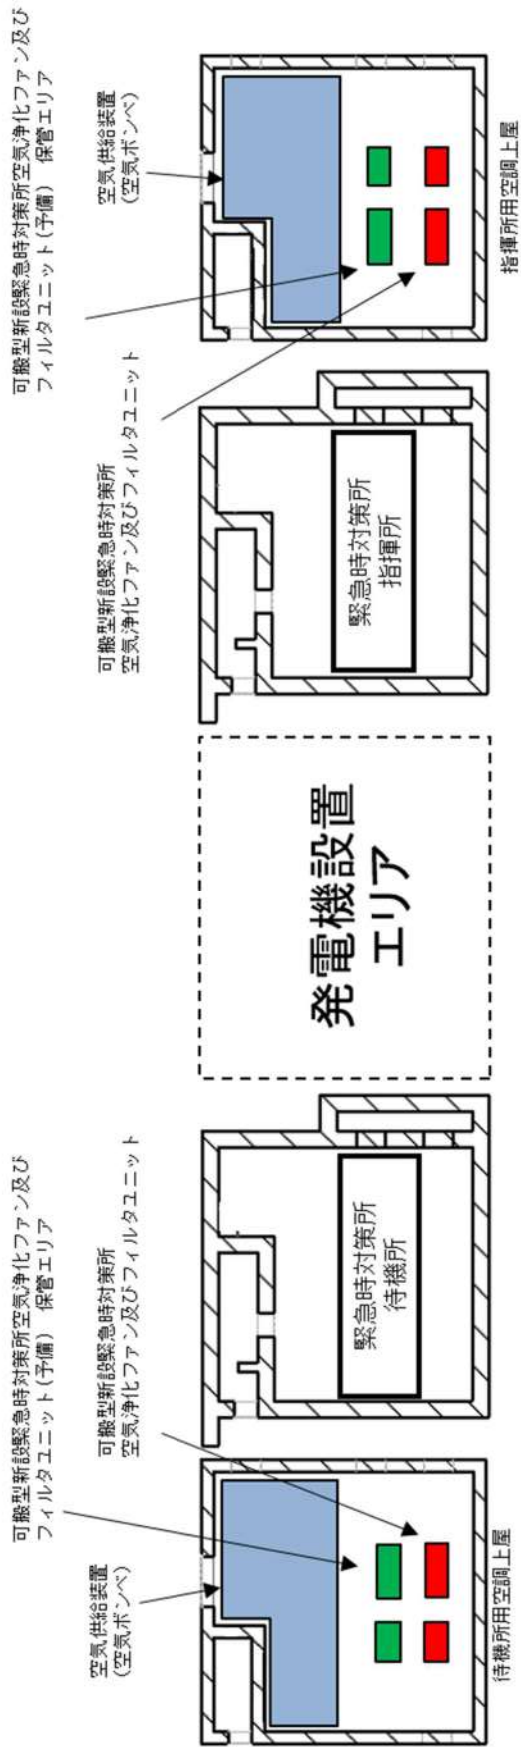 可搬型新設緊急時対策所空気浄化ファン及び
フィルタユニット(予備) 保管エリア
可搬型新設緊急時対策所
空気浄化ファン及びフィルタユニット
空気供給装置
(空気ボンベ)
待機所用空調上屋
緊急時対策所
待機所
発電機設置
エリア
緊急時対策所
指揮所
可搬型新設緊急時対策所
空気浄化ファン及びフィルタユニット
可搬型新設緊急時対策所空気浄化ファン及び
フィルタユニット(予備) 保管エリア
空気供給装置
(空気ボンベ)
指揮所用空調上屋